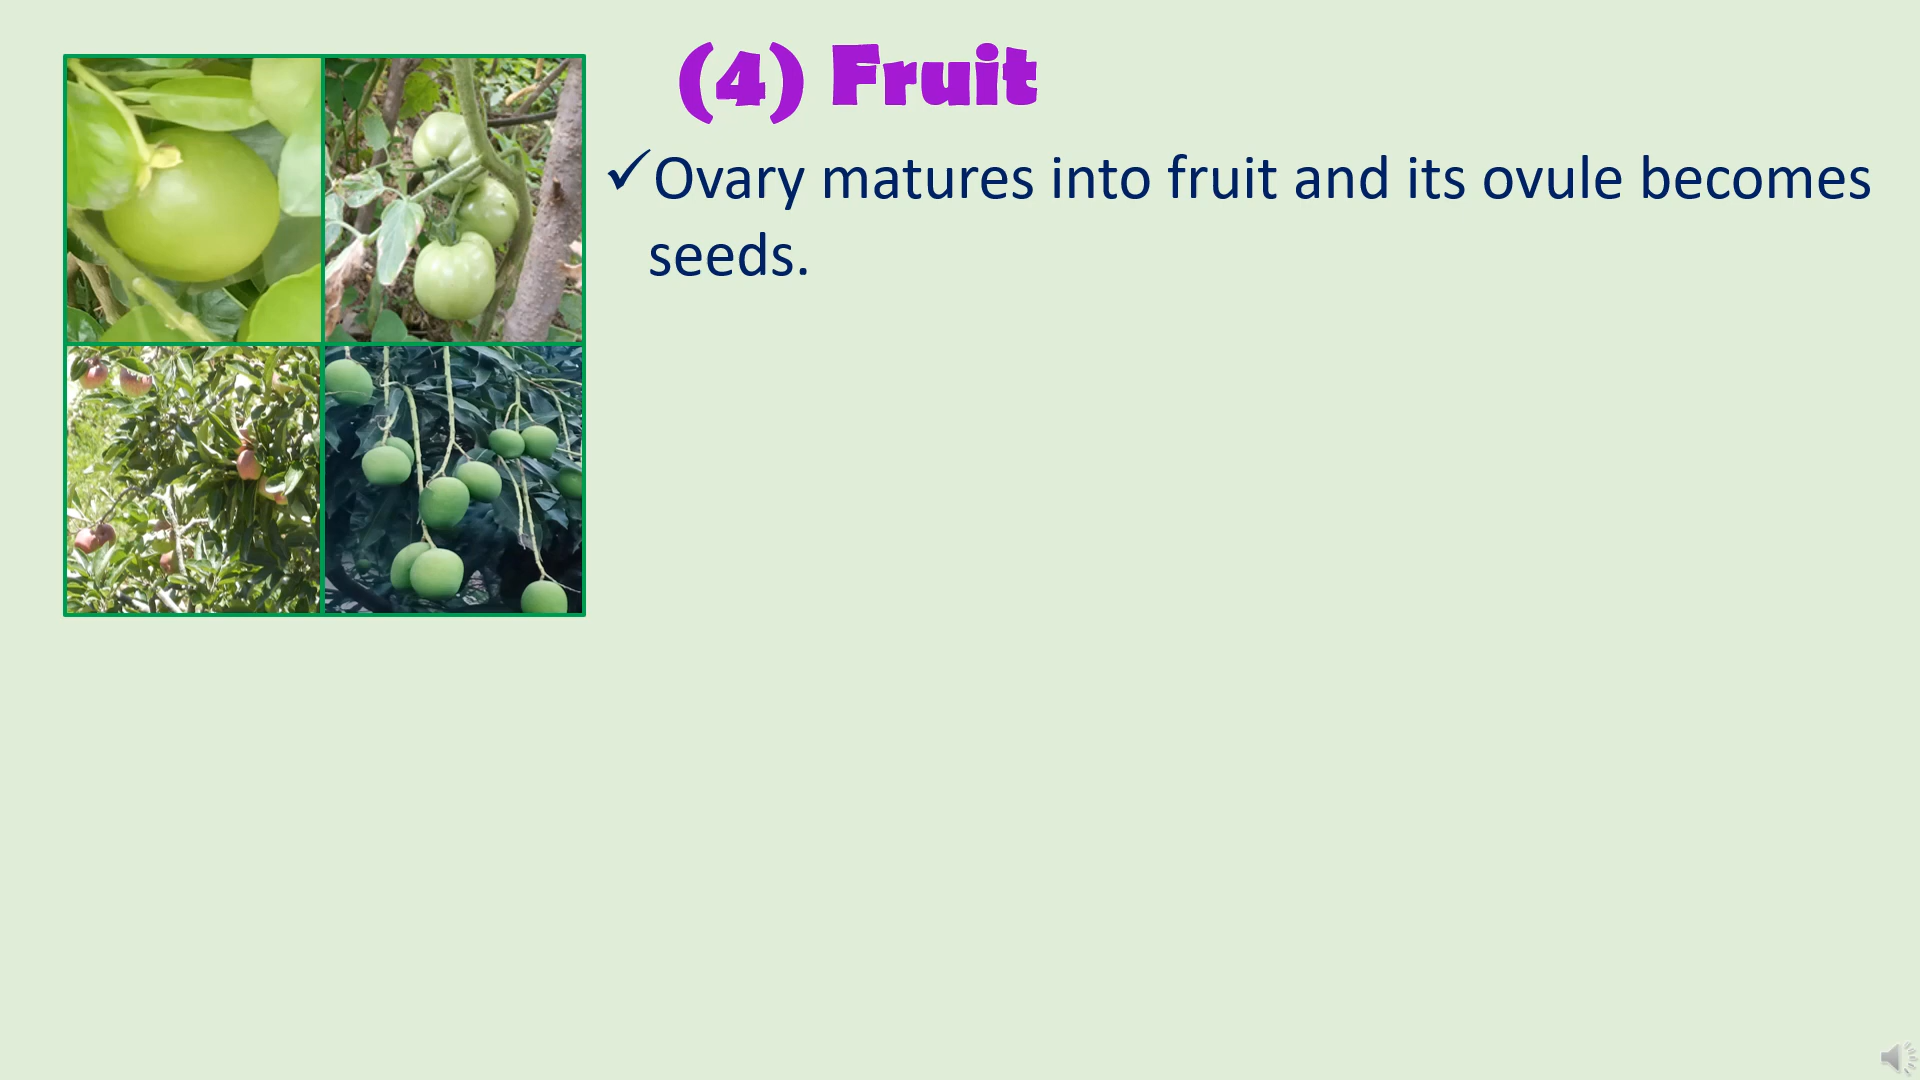 (4) Fruit
✓Ovary matures into fruit and its ovule becomes
seeds.